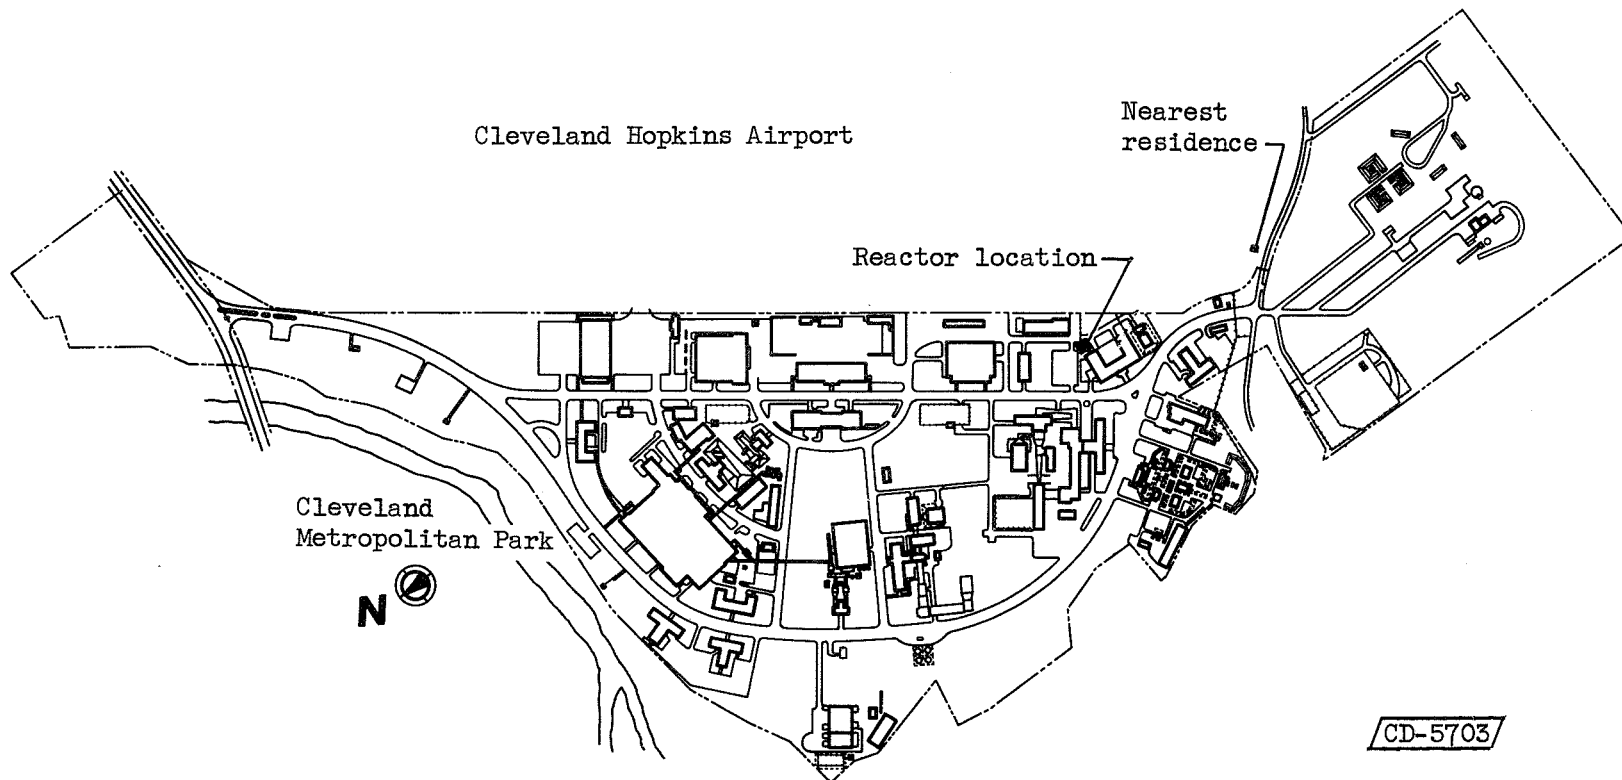 Cleveland Hopkins Airport
Nearest
residence
Reactor location
Cleveland
Metropolitan Park
N
CD-5703